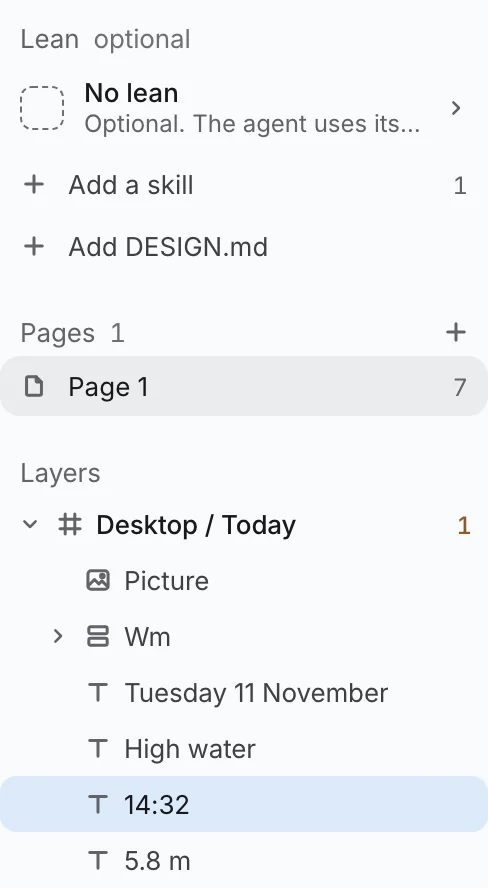 Lean optional
No lean
Optional. The agent uses its...
Add a skill 1
Add DESIGN.md
Pages 1
Page 1 7
Layers
Desktop / Today 1
Picture
Wm
Tuesday 11 November
High water
14:32
5.8 m